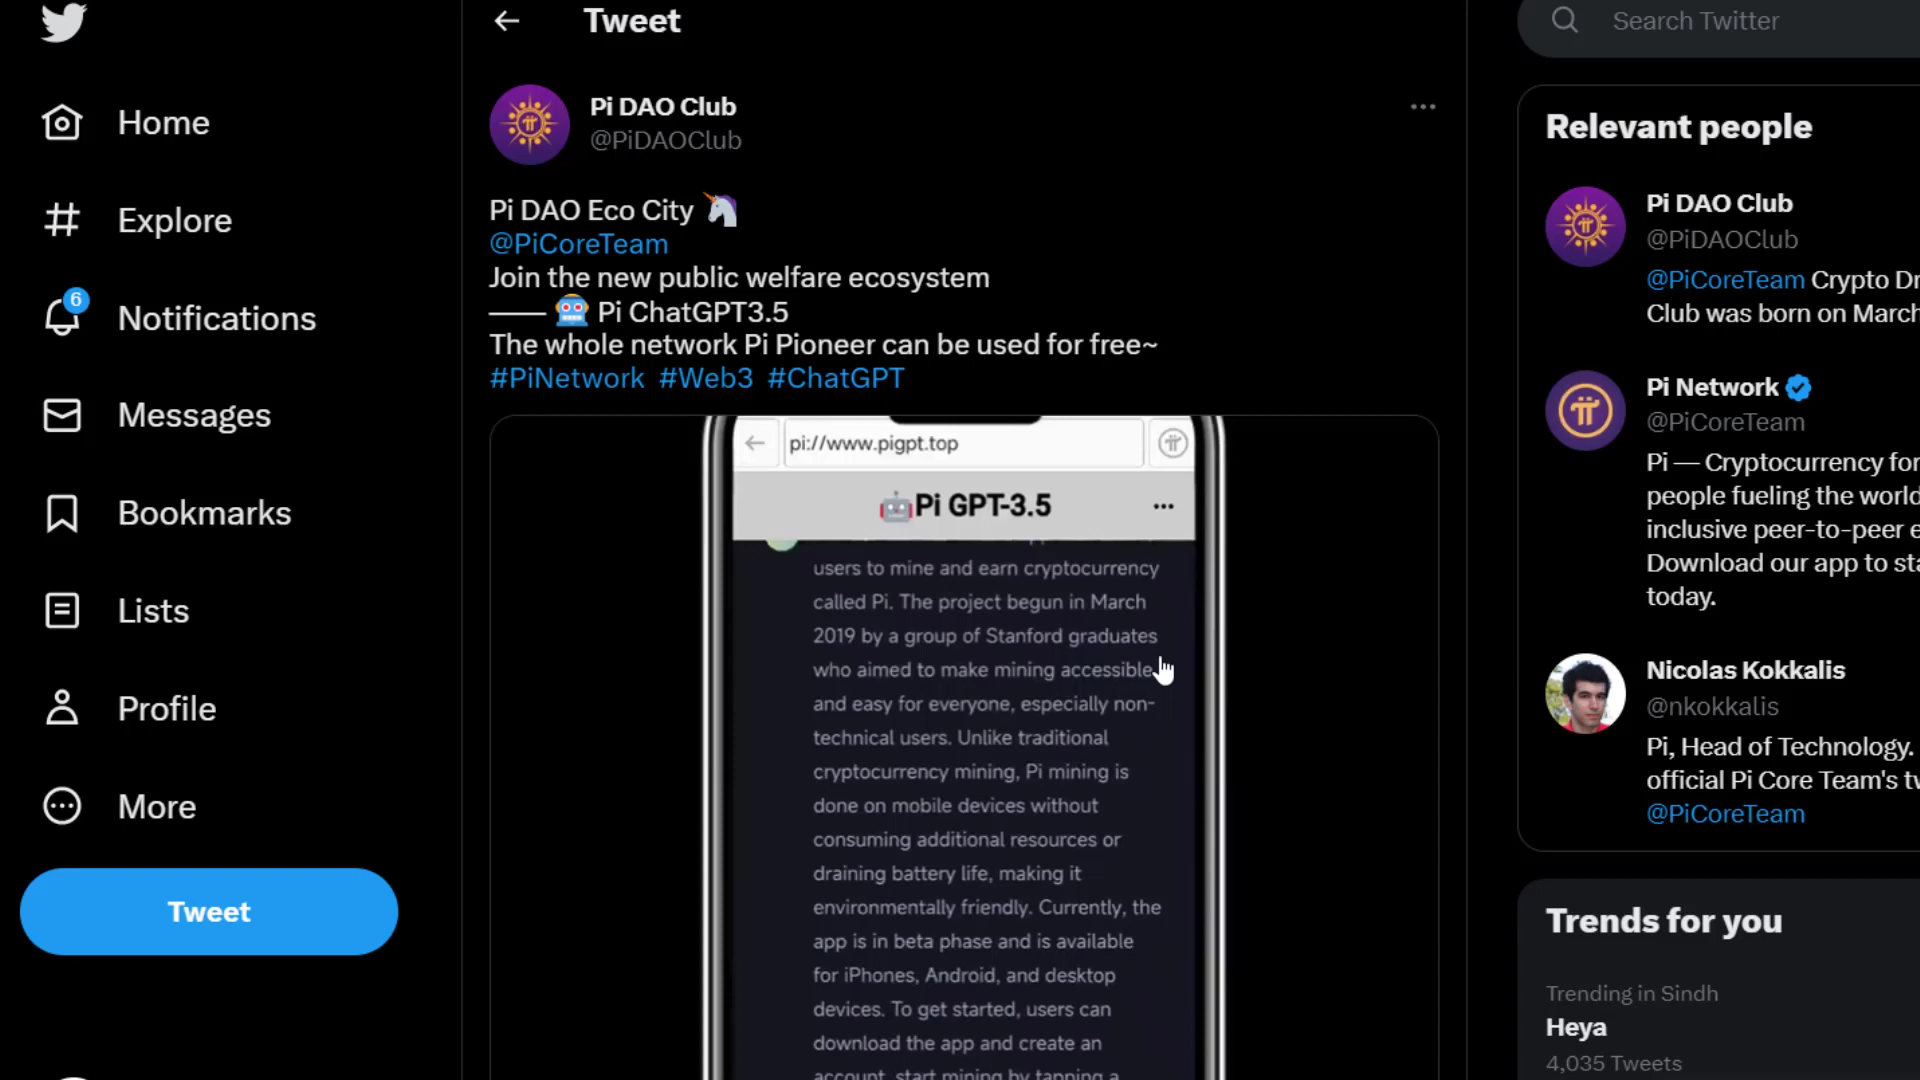 Tweet
Search Twitter
Home
Explore
6
Notifications
Messages
Bookmarks
Lists
Profile
More
Tweet
Pi DAO Club
@PiDAOClub
Pi DAO Eco City 🦄
@PiCoreTeam
Join the new public welfare ecosystem
—— 🤖 Pi ChatGPT3.5
The whole network Pi Pioneer can be used for free~
#PiNetwork #Web3 #ChatGPT
pi://www.pigpt.top
🤖Pi GPT-3.5
users to mine and earn cryptocurrency
called Pi. The project begun in March
2019 by a group of Stanford graduates
who aimed to make mining accessible
and easy for everyone, especially non-
technical users. Unlike traditional
cryptocurrency mining, Pi mining is
done on mobile devices without
consuming additional resources or
draining battery life, making it
environmentally friendly. Currently, the
app is in beta phase and is available
for iPhones, Android, and desktop
devices. To get started, users can
download the app and create an
account, start mining by tapping a
Relevant people
Pi DAO Club
@PiDAOClub
@PiCoreTeam Crypto Dr
Club was born on March
Pi Network
@PiCoreTeam
Pi — Cryptocurrency for
people fueling the world
inclusive peer-to-peer e
Download our app to sta
today.
Nicolas Kokkalis
@nkokkalis
Pi, Head of Technology.
official Pi Core Team's tw
@PiCoreTeam
Trends for you
Trending in Sindh
Heya
4,035 Tweets